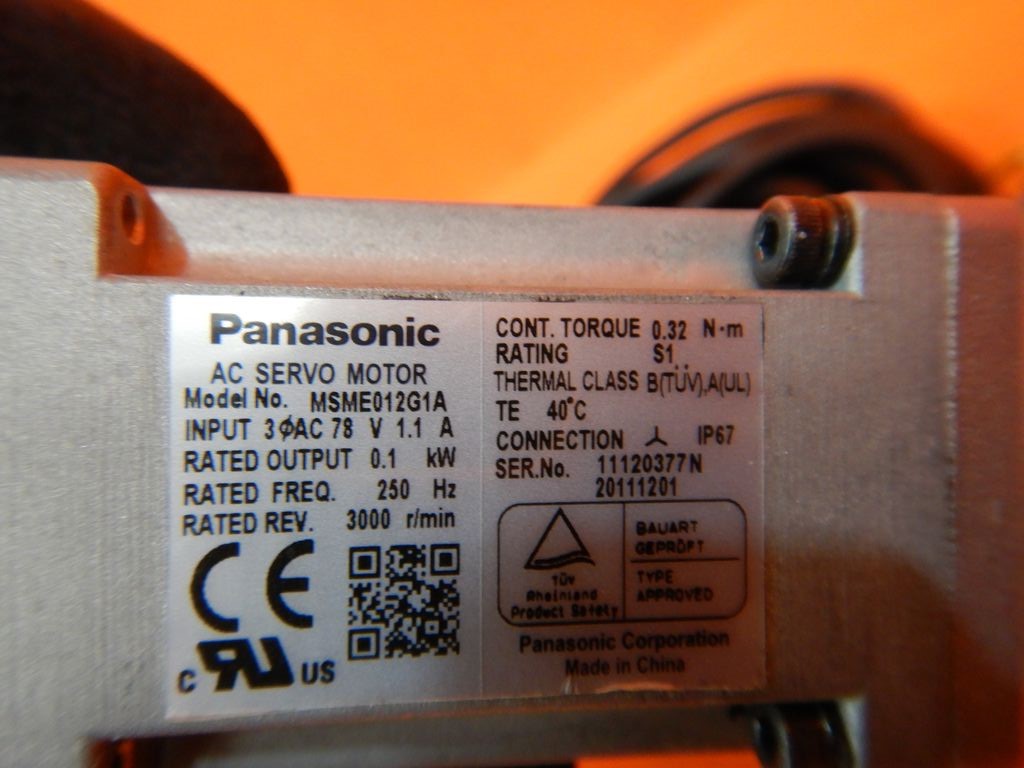 Panasonic
AC SERVO MOTOR
Model No. MSME012G1A
INPUT 3ϕAC 78 V 1.1 A
RATED OUTPUT 0.1 kW
RATED FREQ. 250 Hz
RATED REV. 3000 r/min
CE
c RU US
CONT. TORQUE 0.32 N·m
RATING S1
THERMAL CLASS B(TÜV),A(UL)
TE 40°C
CONNECTION IP67
SER.No. 11120377N
20111201
TÜV
Rheinland
Product Safety
BAUART
GEPRÜFT
TYPE
APPROVED
Panasonic Corporation
Made in China